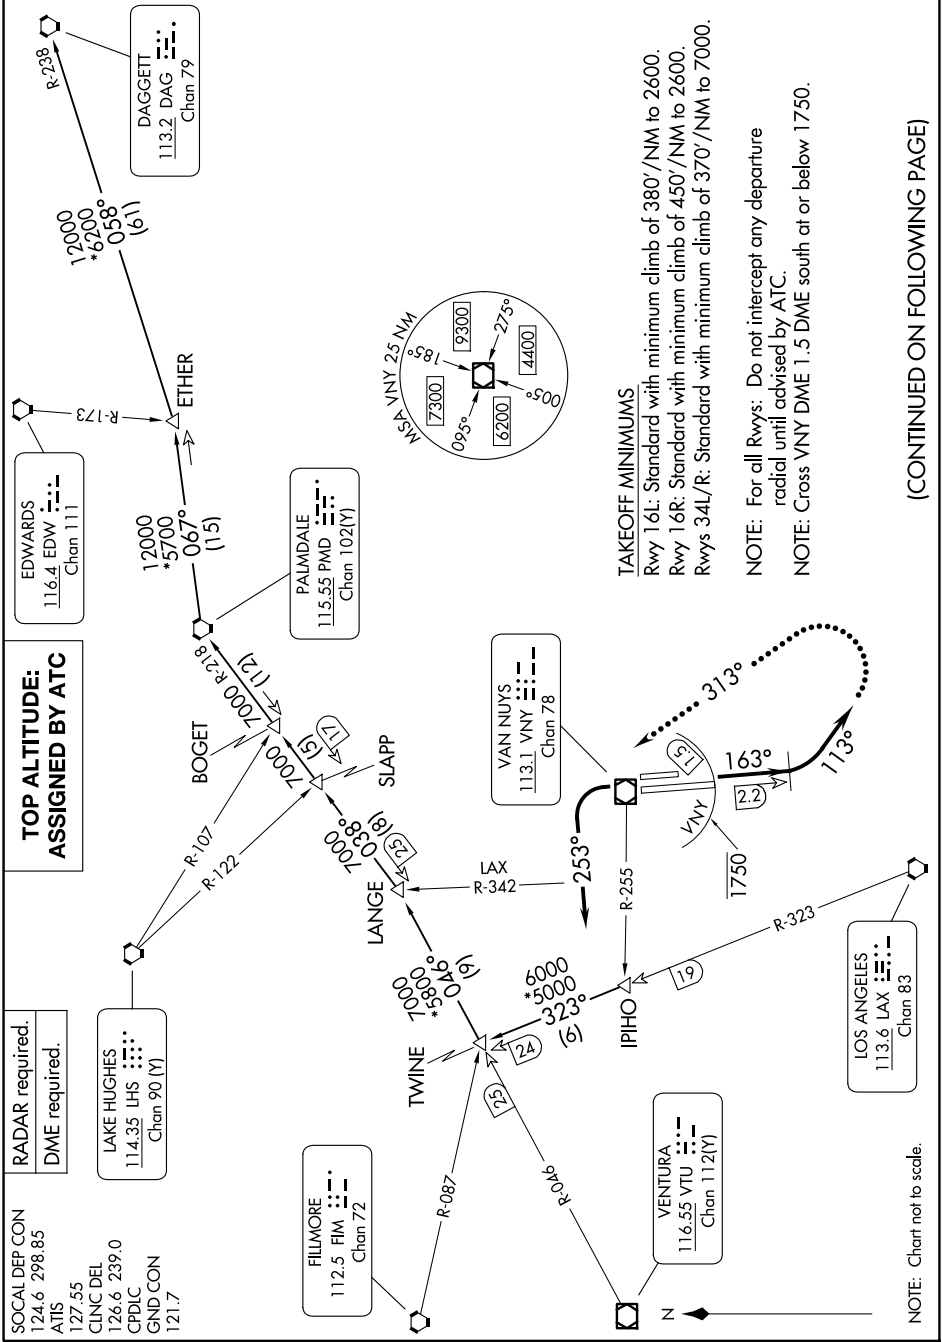 SOCAL DEP CON
124.6 298.85
ATIS
127.55
CLNC DEL
126.6 239.0
CPDLC
GND CON
121.7
RADAR required.
DME required.
TOP ALTITUDE:
ASSIGNED BY ATC
EDWARDS
116.4 EDW
Chan 111
DAGGETT
113.2 DAG
Chan 79
LAKE HUGHES
114.35 LHS
Chan 90 (Y)
R-107
R-122
R-173
R-238
12000
*6200
058°
(61)
ETHER
12000
*5700
067°
(15)
PALMDALE
115.55 PMD
Chan 102(Y)
BOGET
7000 R-218
(12)
7000
(5)
17
SLAPP
7000
038°
(8)
25
LANGE
LAX
R-342
7000
*5800
046°
(9)
TWINE
24
25
6000
*5000
323°
(6)
IPIHO
19
R-323
R-255
R-087
R-046
FILLMORE
112.5 FIM
Chan 72
VENTURA
116.55 VTU
Chan 112(Y)
LOS ANGELES
113.6 LAX
Chan 83
VAN NUYS
113.1 VNY
Chan 78
253°
VNY
1.5
1750
2.2
163°
113°
313°
MSA VNY 25 NM
185°
275°
005°
095°
7300
9300
6200
4400
TAKEOFF MINIMUMS
Rwy 16L: Standard with minimum climb of 380'/NM to 2600.
Rwy 16R: Standard with minimum climb of 450'/NM to 2600.
Rwys 34L/R: Standard with minimum climb of 370'/NM to 7000.
NOTE: For all Rwys: Do not intercept any departure
radial until advised by ATC.
NOTE: Cross VNY DME 1.5 DME south at or below 1750.
N
NOTE: Chart not to scale.
(CONTINUED ON FOLLOWING PAGE)